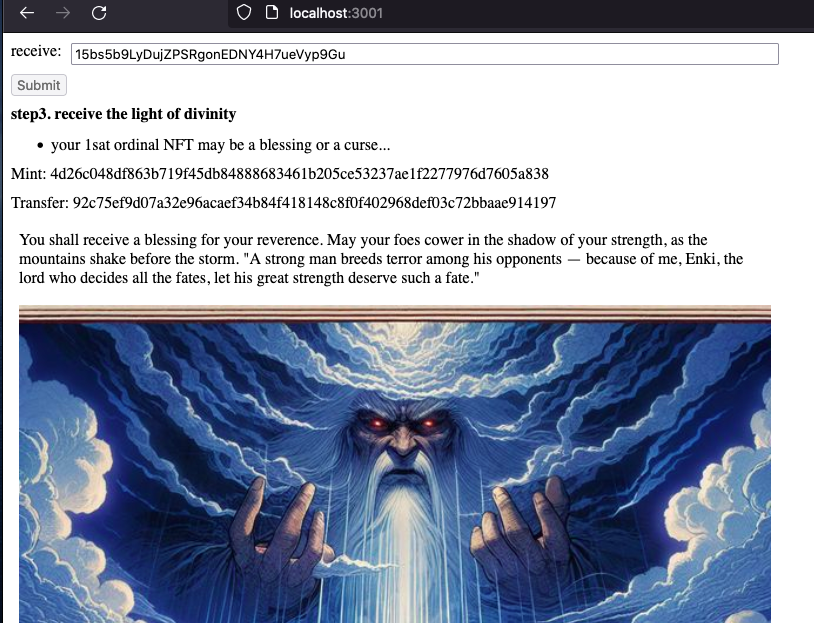 localhost:3001
receive: 15bs5b9LyDujZPSRgonEDNY4H7ueVyp9Gu
Submit
step3. receive the light of divinity
• your 1sat ordinal NFT may be a blessing or a curse...
Mint: 4d26c048df863b719f45db84888683461b205ce53237ae1f2277976d7605a838
Transfer: 92c75ef9d07a32e96acaef34b84f418148c8f0f402968def03c72bbaae914197
You shall receive a blessing for your reverence. May your foes cower in the shadow of your strength, as the
mountains shake before the storm. "A strong man breeds terror among his opponents — because of me, Enki, the
lord who decides all the fates, let his great strength deserve such a fate."